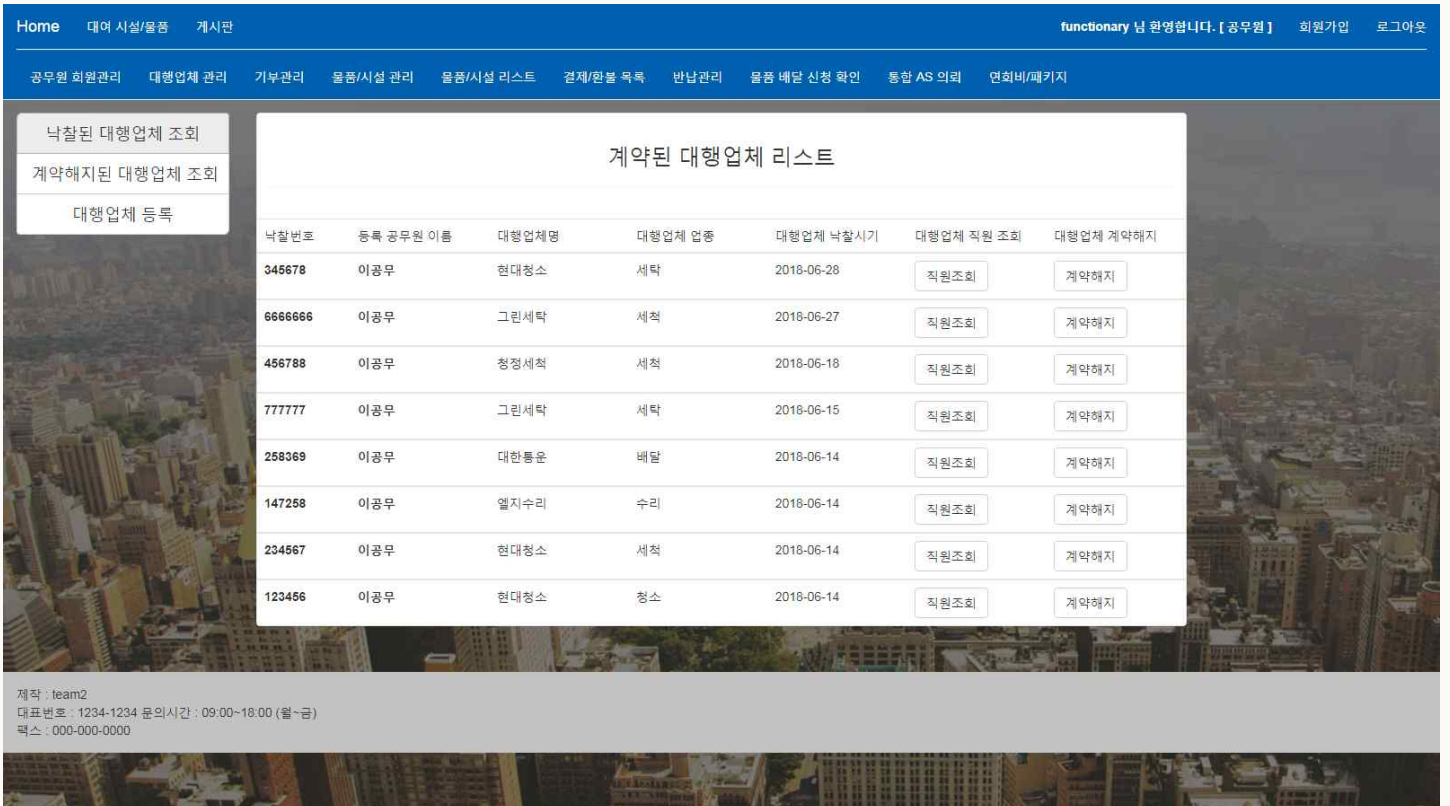 Home 대여 시설/물품 게시판 functionary 님 환영합니다. [ 공무원 ] 회원가입 로그아웃
공무원 회원관리 대행업체 관리 기부관리 물품/시설 관리 물품/시설 리스트 결제/환불 목록 반납관리 물품 배달 신청 확인 통합 AS 의뢰 연회비/패키지
낙찰된 대행업체 조회
계약해지된 대행업체 조회
대행업체 등록
계약된 대행업체 리스트
낙찰번호 등록 공무원 이름 대행업체명 대행업체 업종 대행업체 낙찰시기 대행업체 직원 조회 대행업체 계약해지
345678 이공무 현대청소 세탁 2018-06-28 직원조회 계약해지
6666666 이공무 그린세탁 세척 2018-06-27 직원조회 계약해지
456788 이공무 청정세척 세척 2018-06-18 직원조회 계약해지
777777 이공무 그린세탁 세탁 2018-06-15 직원조회 계약해지
258369 이공무 대한통운 배달 2018-06-14 직원조회 계약해지
147258 이공무 엘지수리 수리 2018-06-14 직원조회 계약해지
234567 이공무 현대청소 세척 2018-06-14 직원조회 계약해지
123456 이공무 현대청소 청소 2018-06-14 직원조회 계약해지
제작 : team2
대표번호 : 1234-1234 문의시간 : 09:00~18:00 (월~금)
팩스 : 000-000-0000